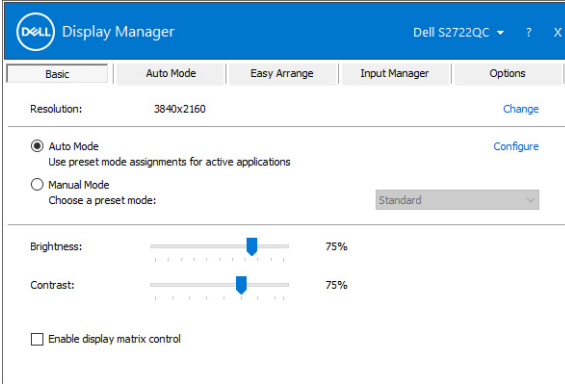 DELL Display Manager Dell S2722QC ? X
Basic Auto Mode Easy Arrange Input Manager Options
Resolution: 3840x2160 Change
Auto Mode Configure
Use preset mode assignments for active applications
Manual Mode
Choose a preset mode: Standard
Brightness: 75%
Contrast: 75%
Enable display matrix control